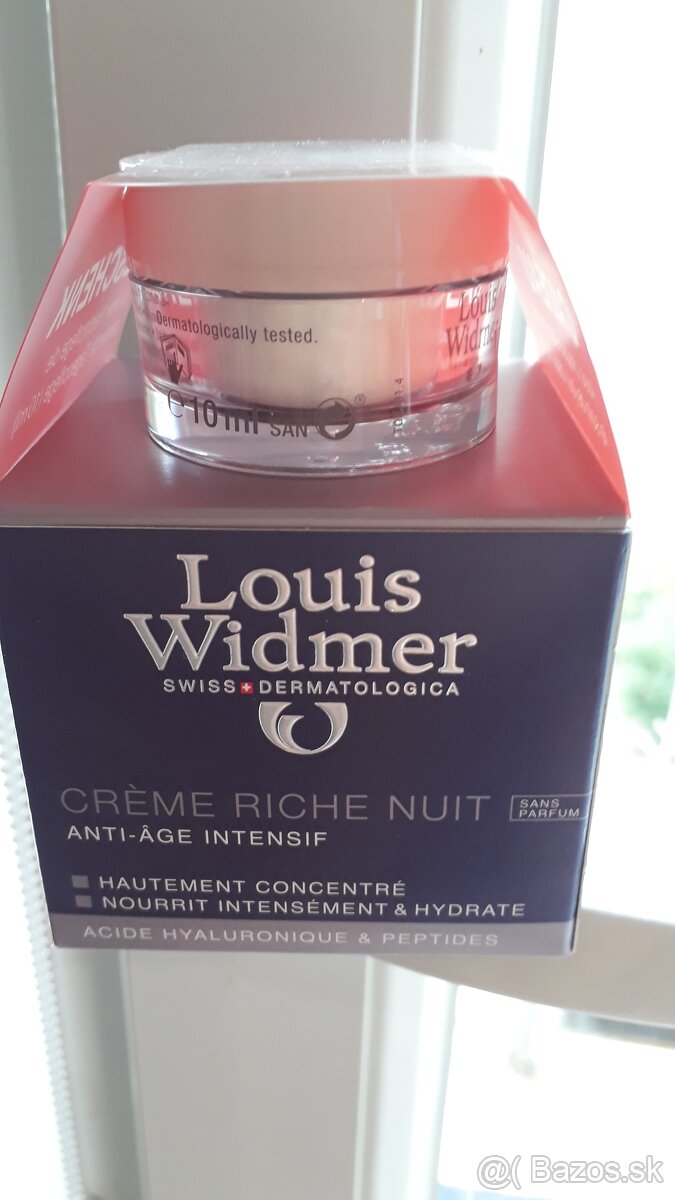 Dermatologically tested.
Louis
Widmer
e 10 ml SAN ®
Louis
Widmer
SWISS DERMATOLOGICA
CRÈME RICHE NUIT
SANS
PARFUM
ANTI-ÂGE INTENSIF
HAUTEMENT CONCENTRÉ
NOURRIT INTENSÉMENT & HYDRATE
ACIDE HYALURONIQUE & PEPTIDES
@( Bazos.sk